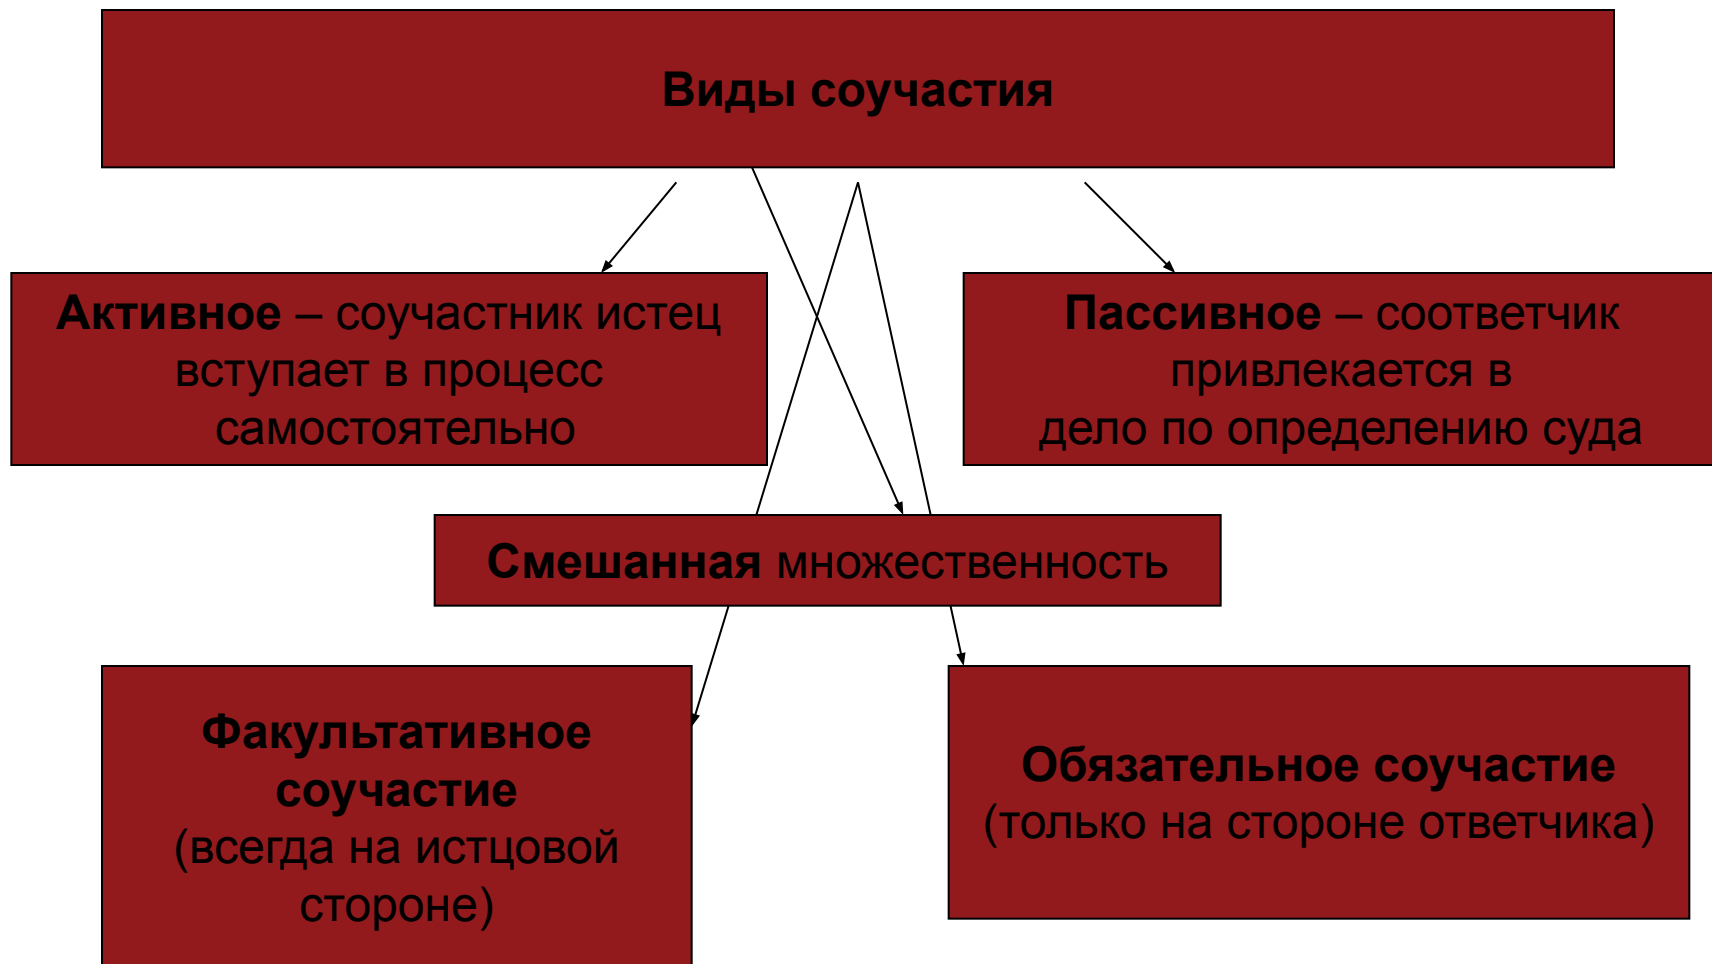 Виды соучастия
Активное – соучастник истец
вступает в процесс
самостоятельно
Пассивное – соответчик
привлекается в
дело по определению суда
Смешанная множественность
Факультативное
соучастие
(всегда на истцовой
стороне)
Обязательное соучастие
(только на стороне ответчика)